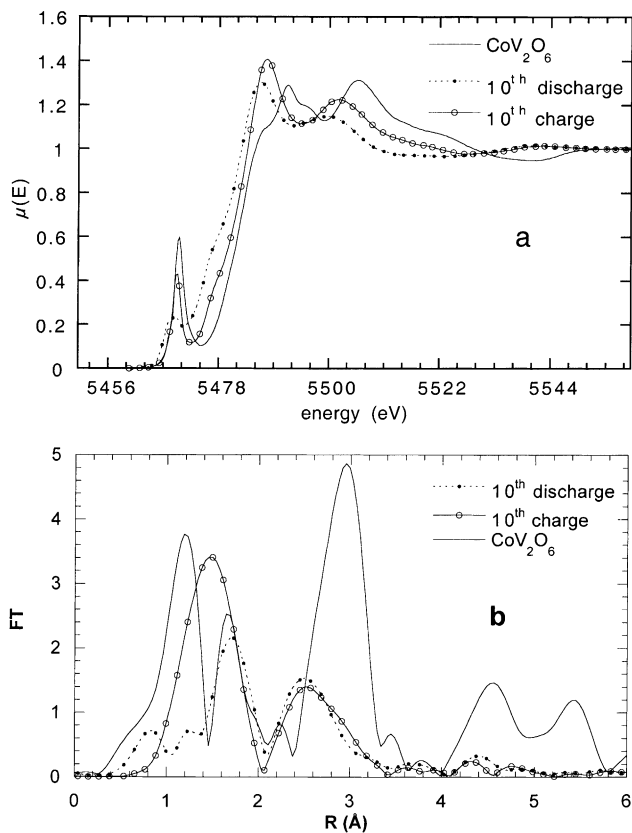 1.6
CoV2O6
1.4
10th discharge
1.2
10th charge
1
μ(E)
0.8
a
0.6
0.4
0.2
0
5456 5478 5500 5522 5544
energy (eV)
5
10th discharge
10th charge
4
CoV2O6
3
b
FT
2
1
0
0 1 2 3 4 5 6
R (Å)